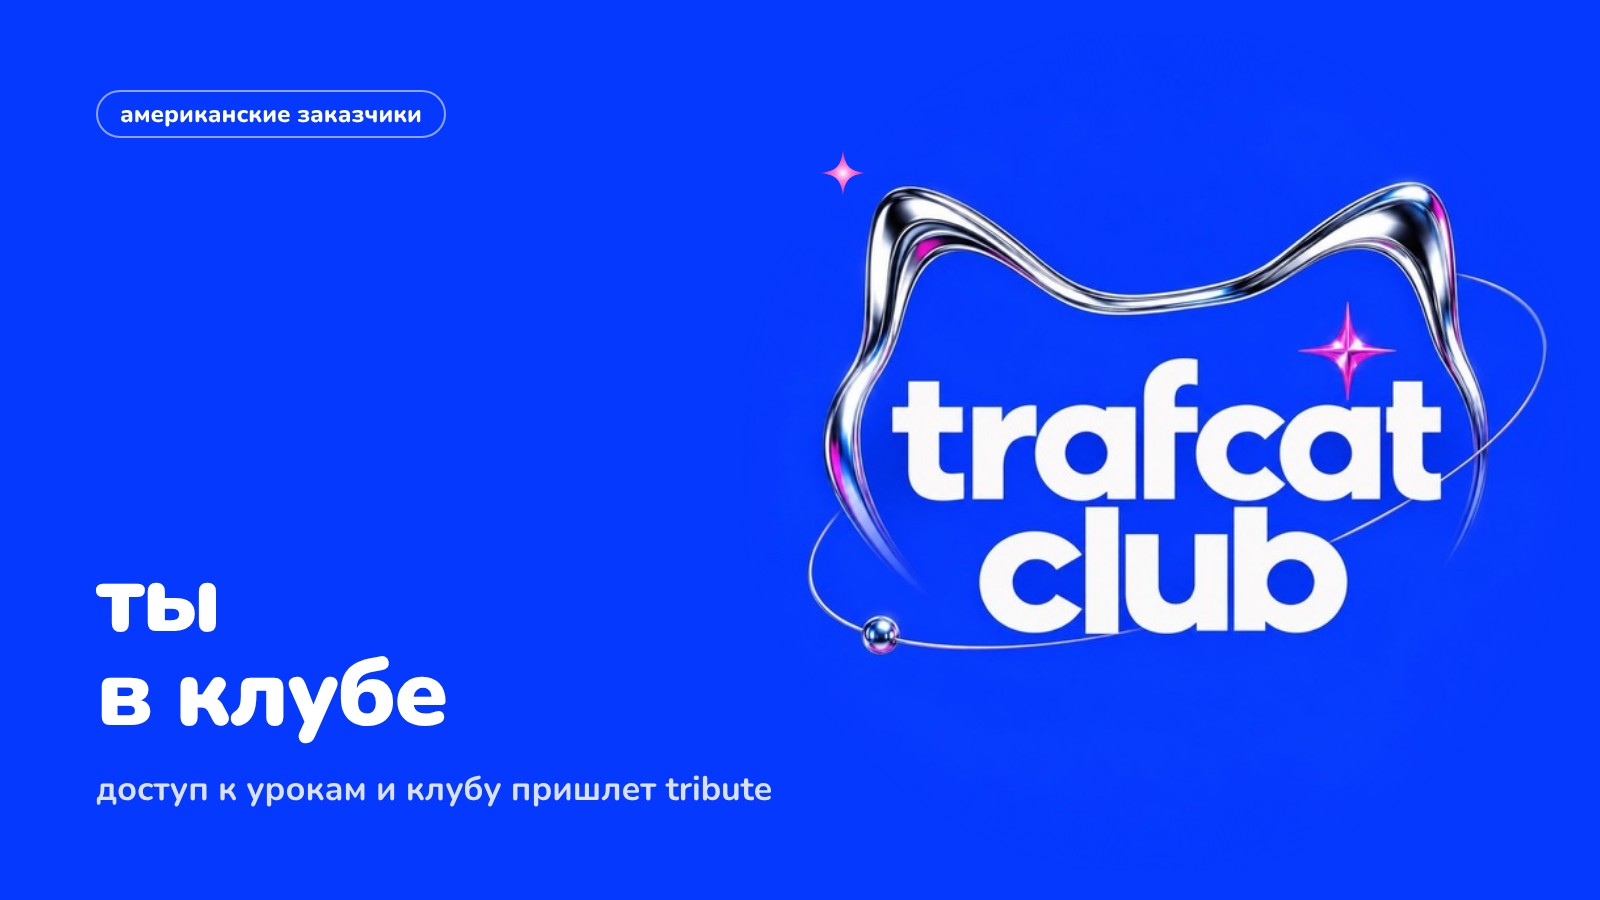 американские заказчики
trafcat
club
ты
в клубе
доступ к урокам и клубу пришлет tribute